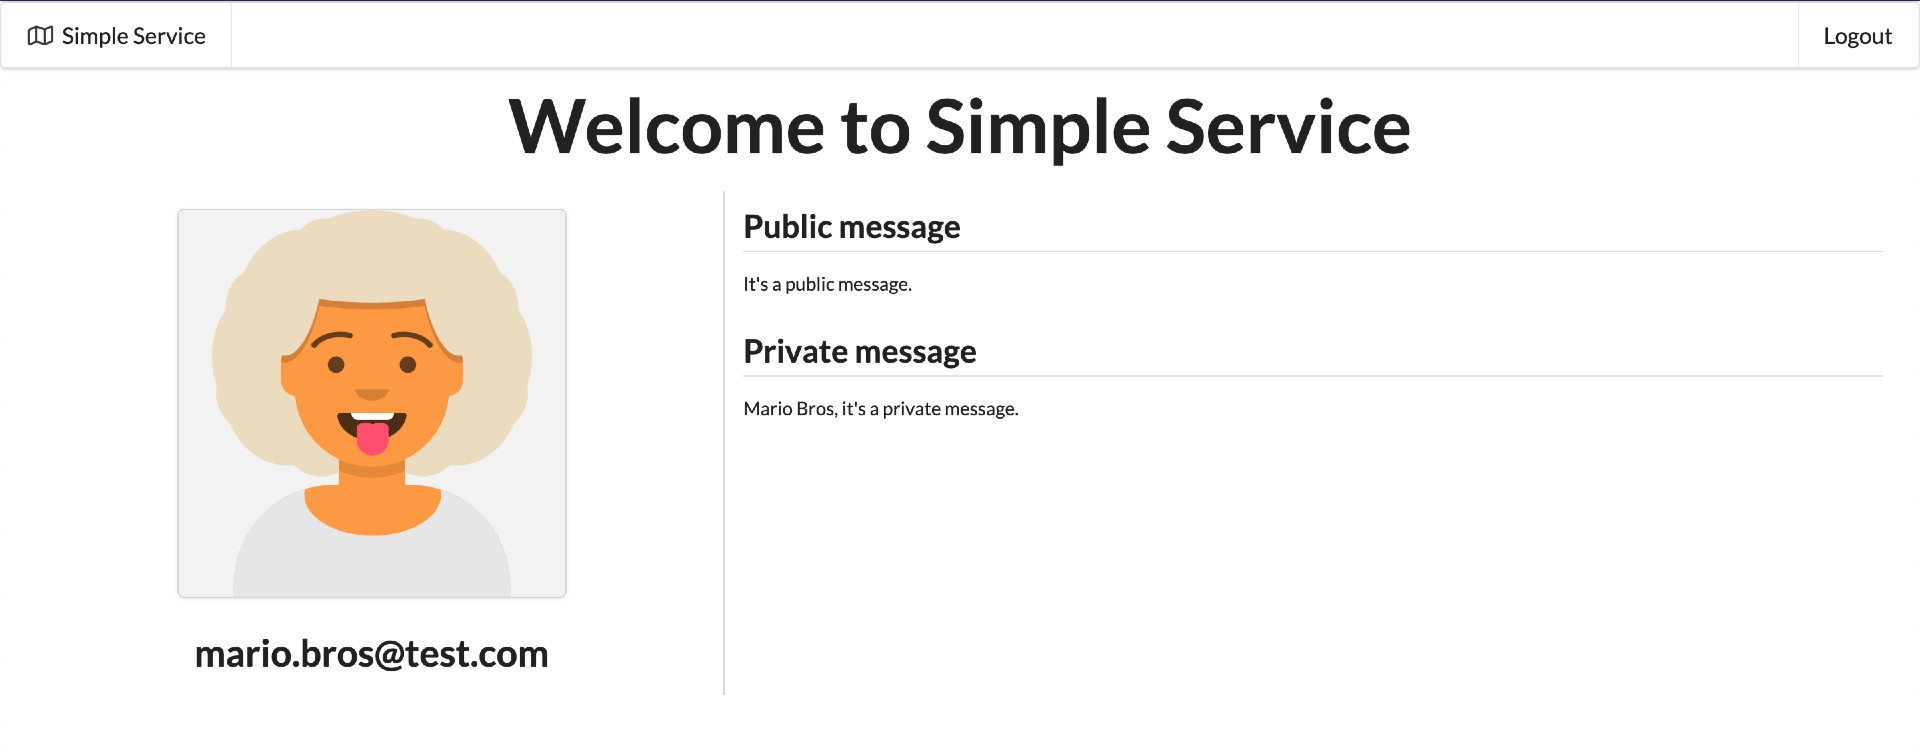 Simple Service
Logout
Welcome to Simple Service
mario.bros@test.com
Public message
It's a public message.
Private message
Mario Bros, it's a private message.